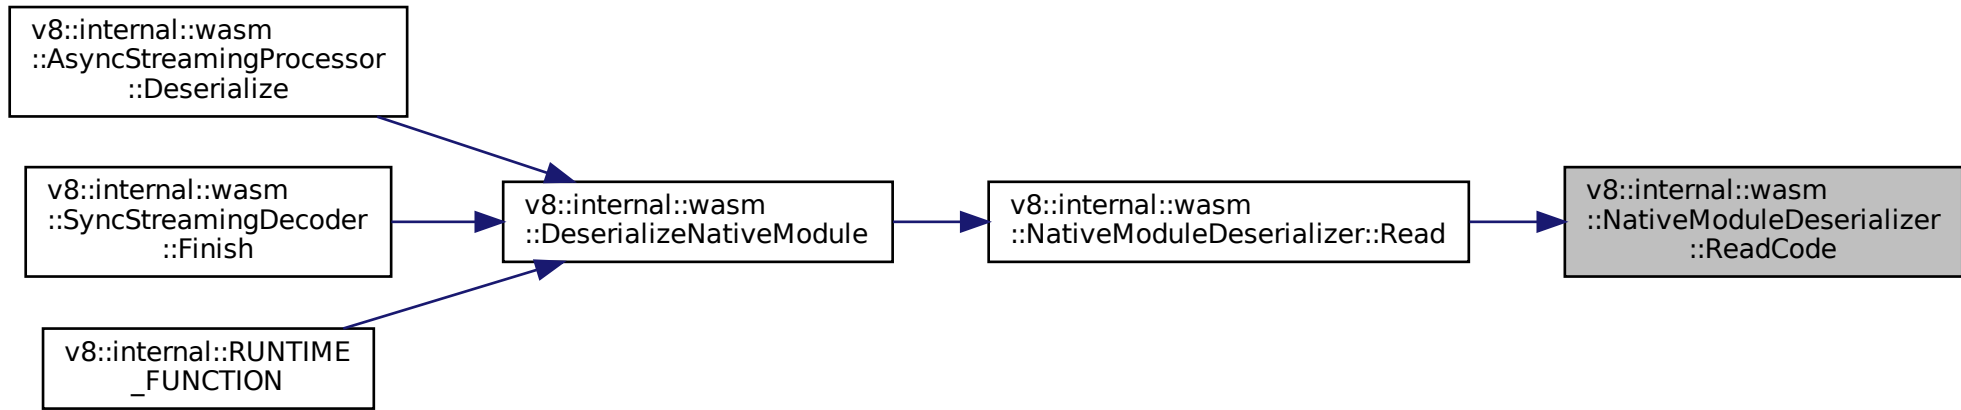 v8::internal::wasm
::AsyncStreamingProcessor
::Deserialize
v8::internal::wasm
::SyncStreamingDecoder
::Finish
v8::internal::RUNTIME
_FUNCTION
v8::internal::wasm
::DeserializeNativeModule
v8::internal::wasm
::NativeModuleDeserializer::Read
v8::internal::wasm
::NativeModuleDeserializer
::ReadCode